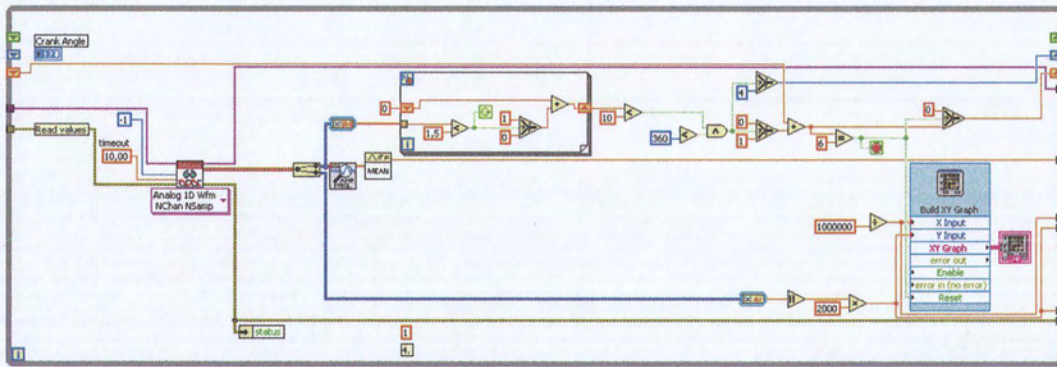 Crank Angle
Read values
-1
timeout
10,00
Analog 1D Wfm
NChan NSamp
MEAN
0
1,5
1
0
10
360
4
0
1
6
0
1000000
2000
Build XY Graph
X Input
Y Input
XY Graph
error out
Enable
error in (no error)
Reset
status
1
4,
i
i